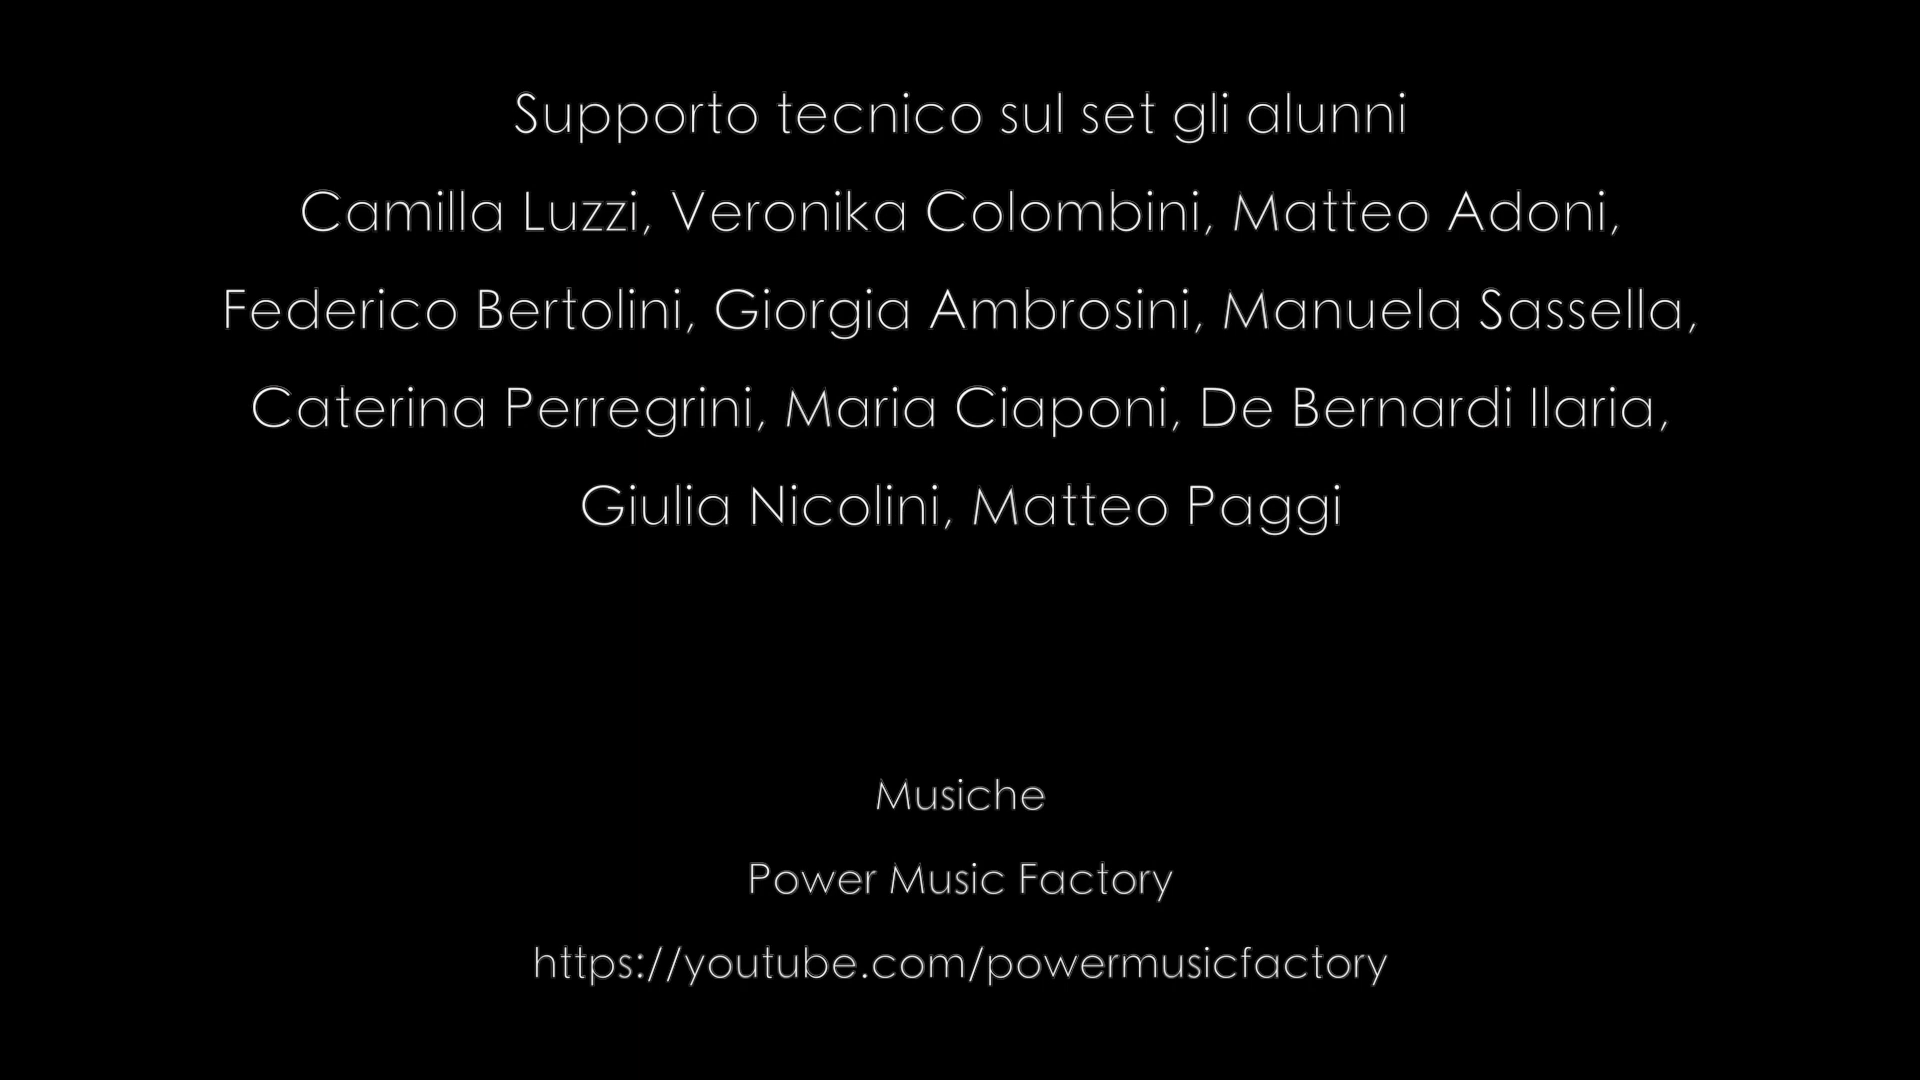 Supporto tecnico sul set gli alunni
Camilla Luzzi, Veronika Colombini, Matteo Adoni,
Federico Bertolini, Giorgia Ambrosini, Manuela Sassella,
Caterina Perregrini, Maria Ciaponi, De Bernardi Ilaria,
Giulia Nicolini, Matteo Paggi
Musiche
Power Music Factory
https://youtube.com/powermusicfactory